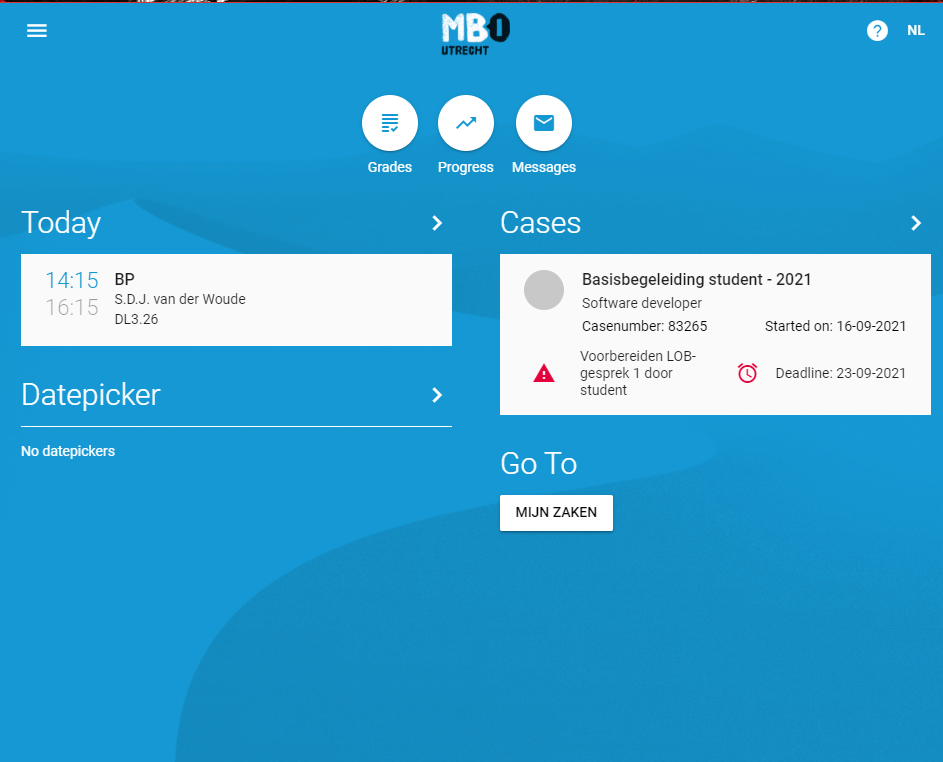 MBO
UTRECHT
?
NL
Grades
Progress
Messages
Today
14:15 BP
16:15 S.D.J. van der Woude
DL3.26
Datepicker
No datepickers
Cases
Basisbegeleiding student - 2021
Software developer
Casenumber: 83265 Started on: 16-09-2021
Voorbereiden LOB-
gesprek 1 door
student
Deadline: 23-09-2021
Go To
MIJN ZAKEN